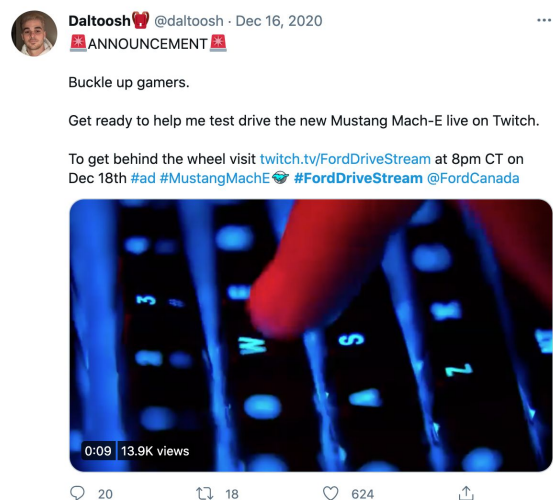 Daltoosh @daltoosh · Dec 16, 2020
🚨ANNOUNCEMENT🚨
Buckle up gamers.
Get ready to help me test drive the new Mustang Mach-E live on Twitch.
To get behind the wheel visit twitch.tv/FordDriveStream at 8pm CT on
Dec 18th #ad #MustangMachE #FordDriveStream @FordCanada
3 #
W S Z
A
0:09 13.9K views
20 18 624